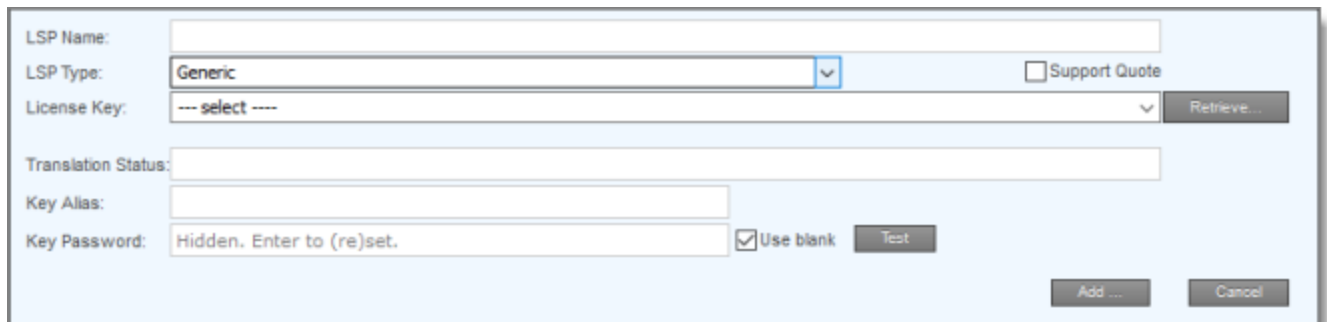 LSP Name:
LSP Type: Generic Support Quote
License Key: --- select ---- Retrieve...
Translation Status:
Key Alias:
Key Password: Hidden. Enter to (re)set. Use blank Test
Add ... Cancel